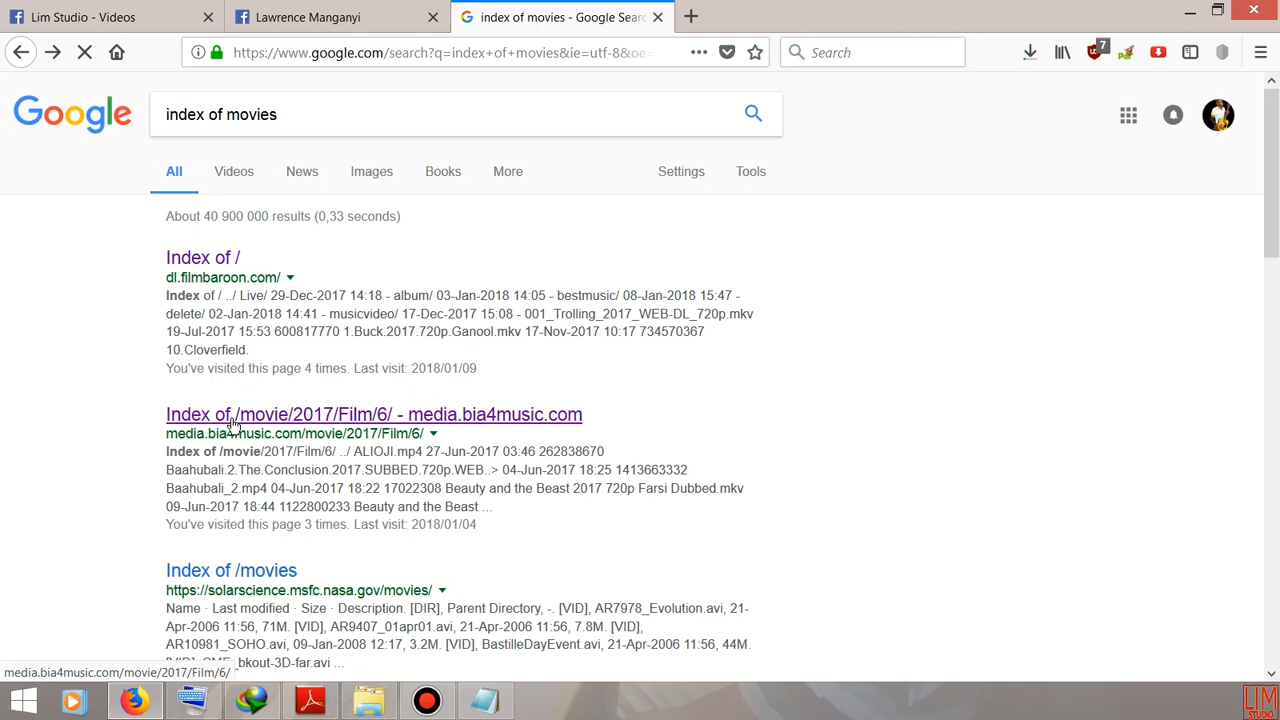 Lim Studio - Videos
Lawrence Manganyi
index of movies - Google Sear
https://www.google.com/search?q=index+of+movies&ie=utf-8&oe=
Search
7
Google
index of movies
All
Videos
News
Images
Books
More
Settings
Tools
About 40 900 000 results (0,33 seconds)
Index of /
dl.filmbaroon.com/
Index of / ../ Live/ 29-Dec-2017 14:18 - album/ 03-Jan-2018 14:05 - bestmusic/ 08-Jan-2018 15:47 -
delete/ 02-Jan-2018 14:41 - musicvideo/ 17-Dec-2017 15:08 - 001_Trolling_2017_WEB-DL_720p.mkv
19-Jul-2017 15:53 600817770 1.Buck.2017.720p.Ganool.mkv 17-Nov-2017 10:17 734570367
10.Cloverfield.
You've visited this page 4 times. Last visit: 2018/01/09
Index of /movie/2017/Film/6/ - media.bia4music.com
media.bia4music.com/movie/2017/Film/6/
Index of /movie/2017/Film/6/ ../ ALIOJI.mp4 27-Jun-2017 03:46 262838670
Baahubali.2.The.Conclusion.2017.SUBBED.720p.WEB..> 04-Jun-2017 18:25 1413663332
Baahubali_2.mp4 04-Jun-2017 18:22 17022308 Beauty and the Beast 2017 720p Farsi Dubbed.mkv
09-Jun-2017 18:44 1122800233 Beauty and the Beast ...
You've visited this page 3 times. Last visit: 2018/01/04
Index of /movies
https://solarscience.msfc.nasa.gov/movies/
Name · Last modified · Size · Description. [DIR], Parent Directory, -. [VID], AR7978_Evolution.avi, 21-
Apr-2006 11:56, 71M. [VID], AR9407_01apr01.avi, 21-Apr-2006 11:56, 7.8M. [VID],
AR10981_SOHO.avi, 09-Jan-2008 12:17, 3.2M. [VID], BastilleDayEvent.avi, 21-Apr-2006 11:56, 44M.
bkout-3D-far.avi ...
media.bia4music.com/movie/2017/Film/6/
LIM
STUDIO